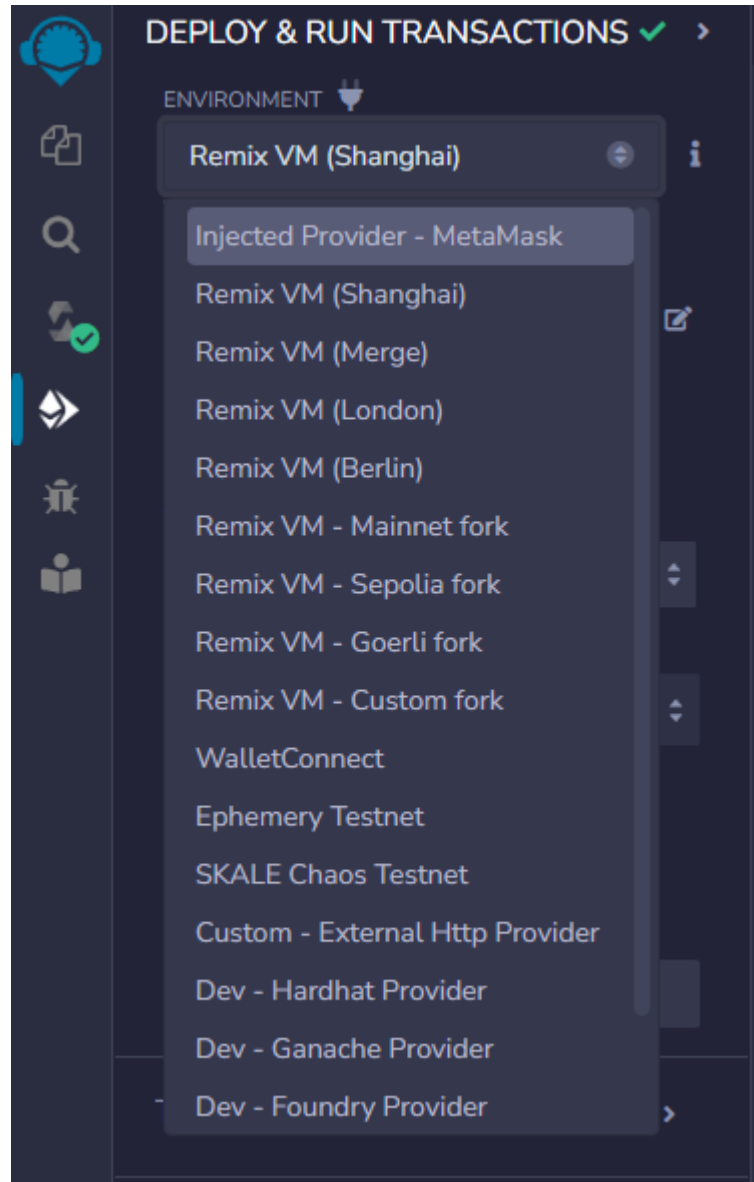 DEPLOY & RUN TRANSACTIONS
ENVIRONMENT
Remix VM (Shanghai)
Injected Provider - MetaMask
Remix VM (Shanghai)
Remix VM (Merge)
Remix VM (London)
Remix VM (Berlin)
Remix VM - Mainnet fork
Remix VM - Sepolia fork
Remix VM - Goerli fork
Remix VM - Custom fork
WalletConnect
Ephemery Testnet
SKALE Chaos Testnet
Custom - External Http Provider
Dev - Hardhat Provider
Dev - Ganache Provider
Dev - Foundry Provider